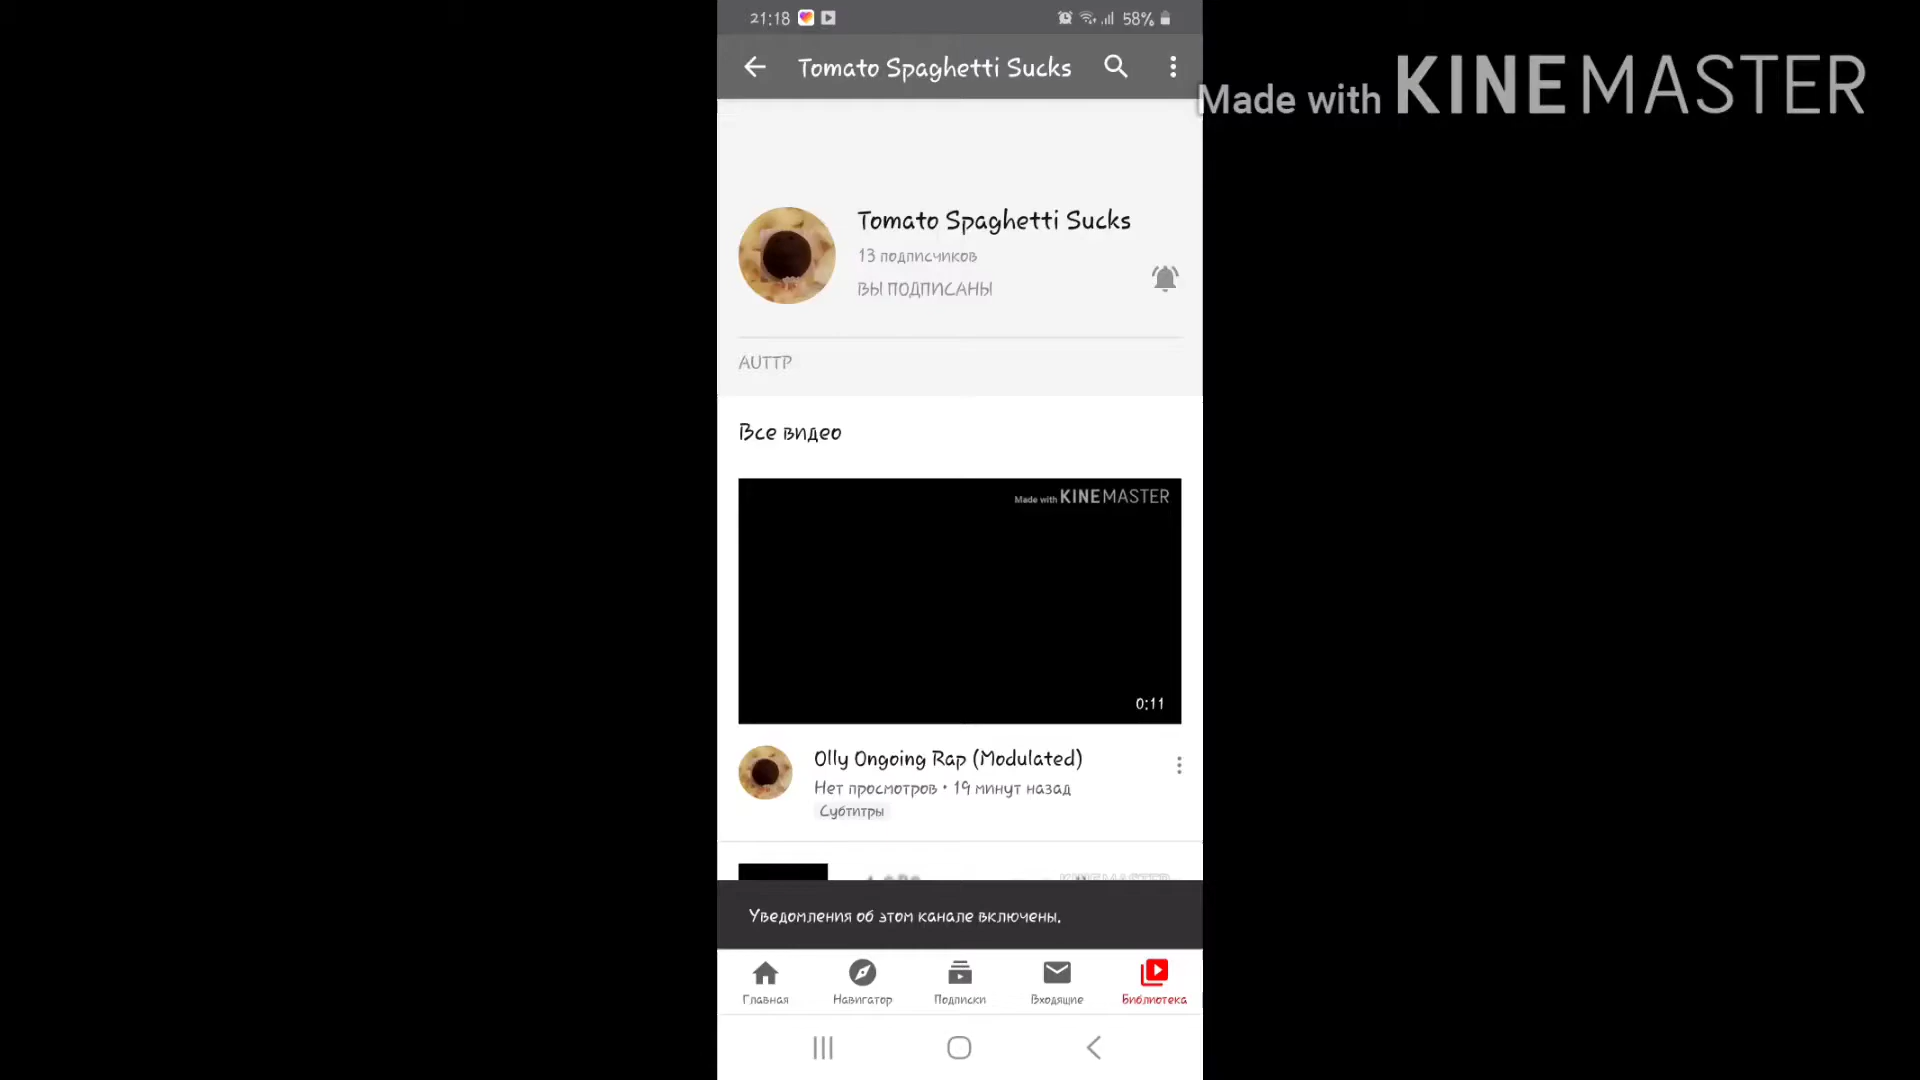 21:18
58%
Tomato Spaghetti Sucks
Made with KINEMASTER
Tomato Spaghetti Sucks
13 подписчиков
ВЫ ПОДПИСАНЫ
AUTTP
Все видео
Made with KINEMASTER
0:11
Olly Ongoing Rap (Modulated)
Нет просмотров • 19 минут назад
Субтитры
KINEMASTER
Уведомления об этом канале включены.
Главная
Навигатор
Подписки
Входящие
Библиотека